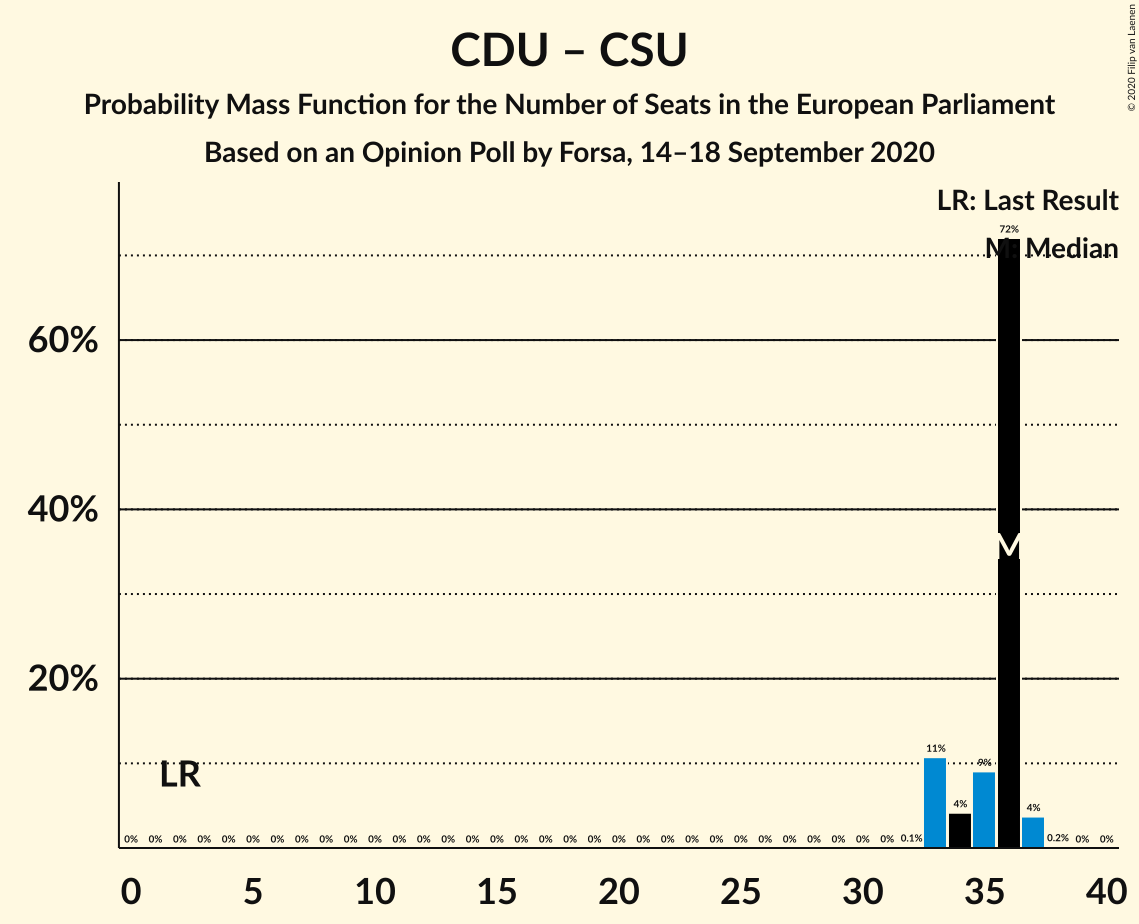 CDU – CSU
Probability Mass Function for the Number of Seats in the European Parliament
Based on an Opinion Poll by Forsa, 14–18 September 2020
© 2020 Filip van Laenen
LR: Last Result
M: Median
72%
60%
40%
M
20%
LR
11%
9%
4%
4%
0% 0% 0% 0% 0% 0% 0% 0% 0% 0% 0% 0% 0% 0% 0% 0% 0% 0% 0% 0% 0% 0% 0% 0% 0% 0% 0% 0% 0% 0% 0% 0% 0.1% 0.2% 0% 0%
0 5 10 15 20 25 30 35 40